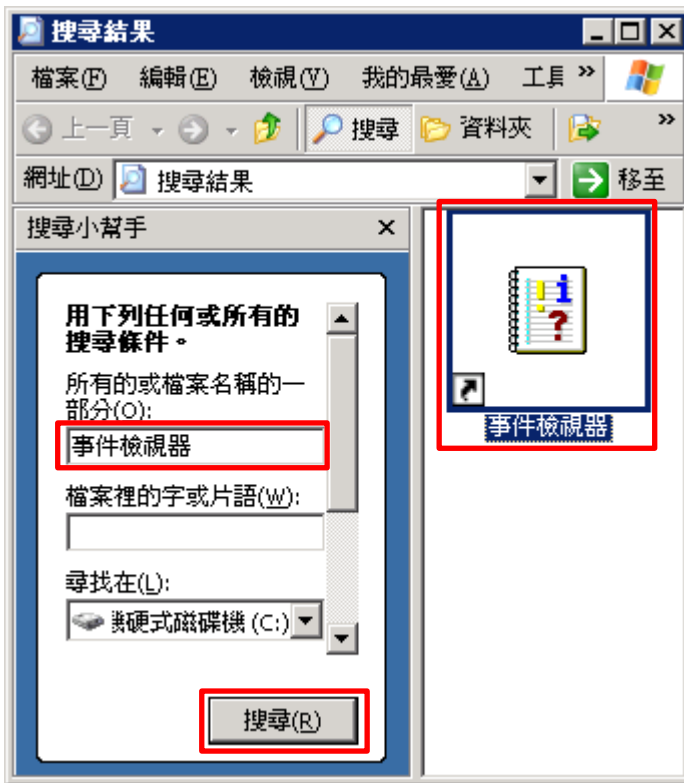 搜尋結果
檔案(F) 編輯(E) 檢視(V) 我的最愛(A) 工具 »
上一頁 搜尋 資料夾 »
網址(D) 搜尋結果 移至
搜尋小幫手 ×
用下列任何或所有的
搜尋條件。
所有的或檔案名稱的一
部分(O):
事件檢視器
檔案裡的字或片語(W):
尋找在(L):
硬式磁碟機 (C:)
搜尋(R)
事件檢視器